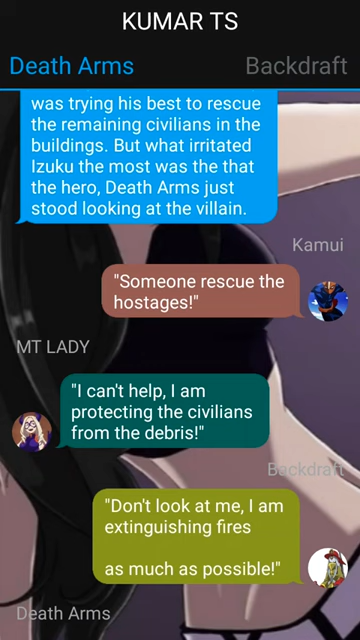 KUMAR TS
Death Arms
Backdraft
was trying his best to rescue
the remaining civilians in the
buildings. But what irritated
Izuku the most was the that
the hero, Death Arms just
stood looking at the villain.
Kamui
"Someone rescue the
hostages!"
MT LADY
"I can't help, I am
protecting the civilians
from the debris!"
Backdraft
"Don't look at me, I am
extinguishing fires
as much as possible!"
Death Arms